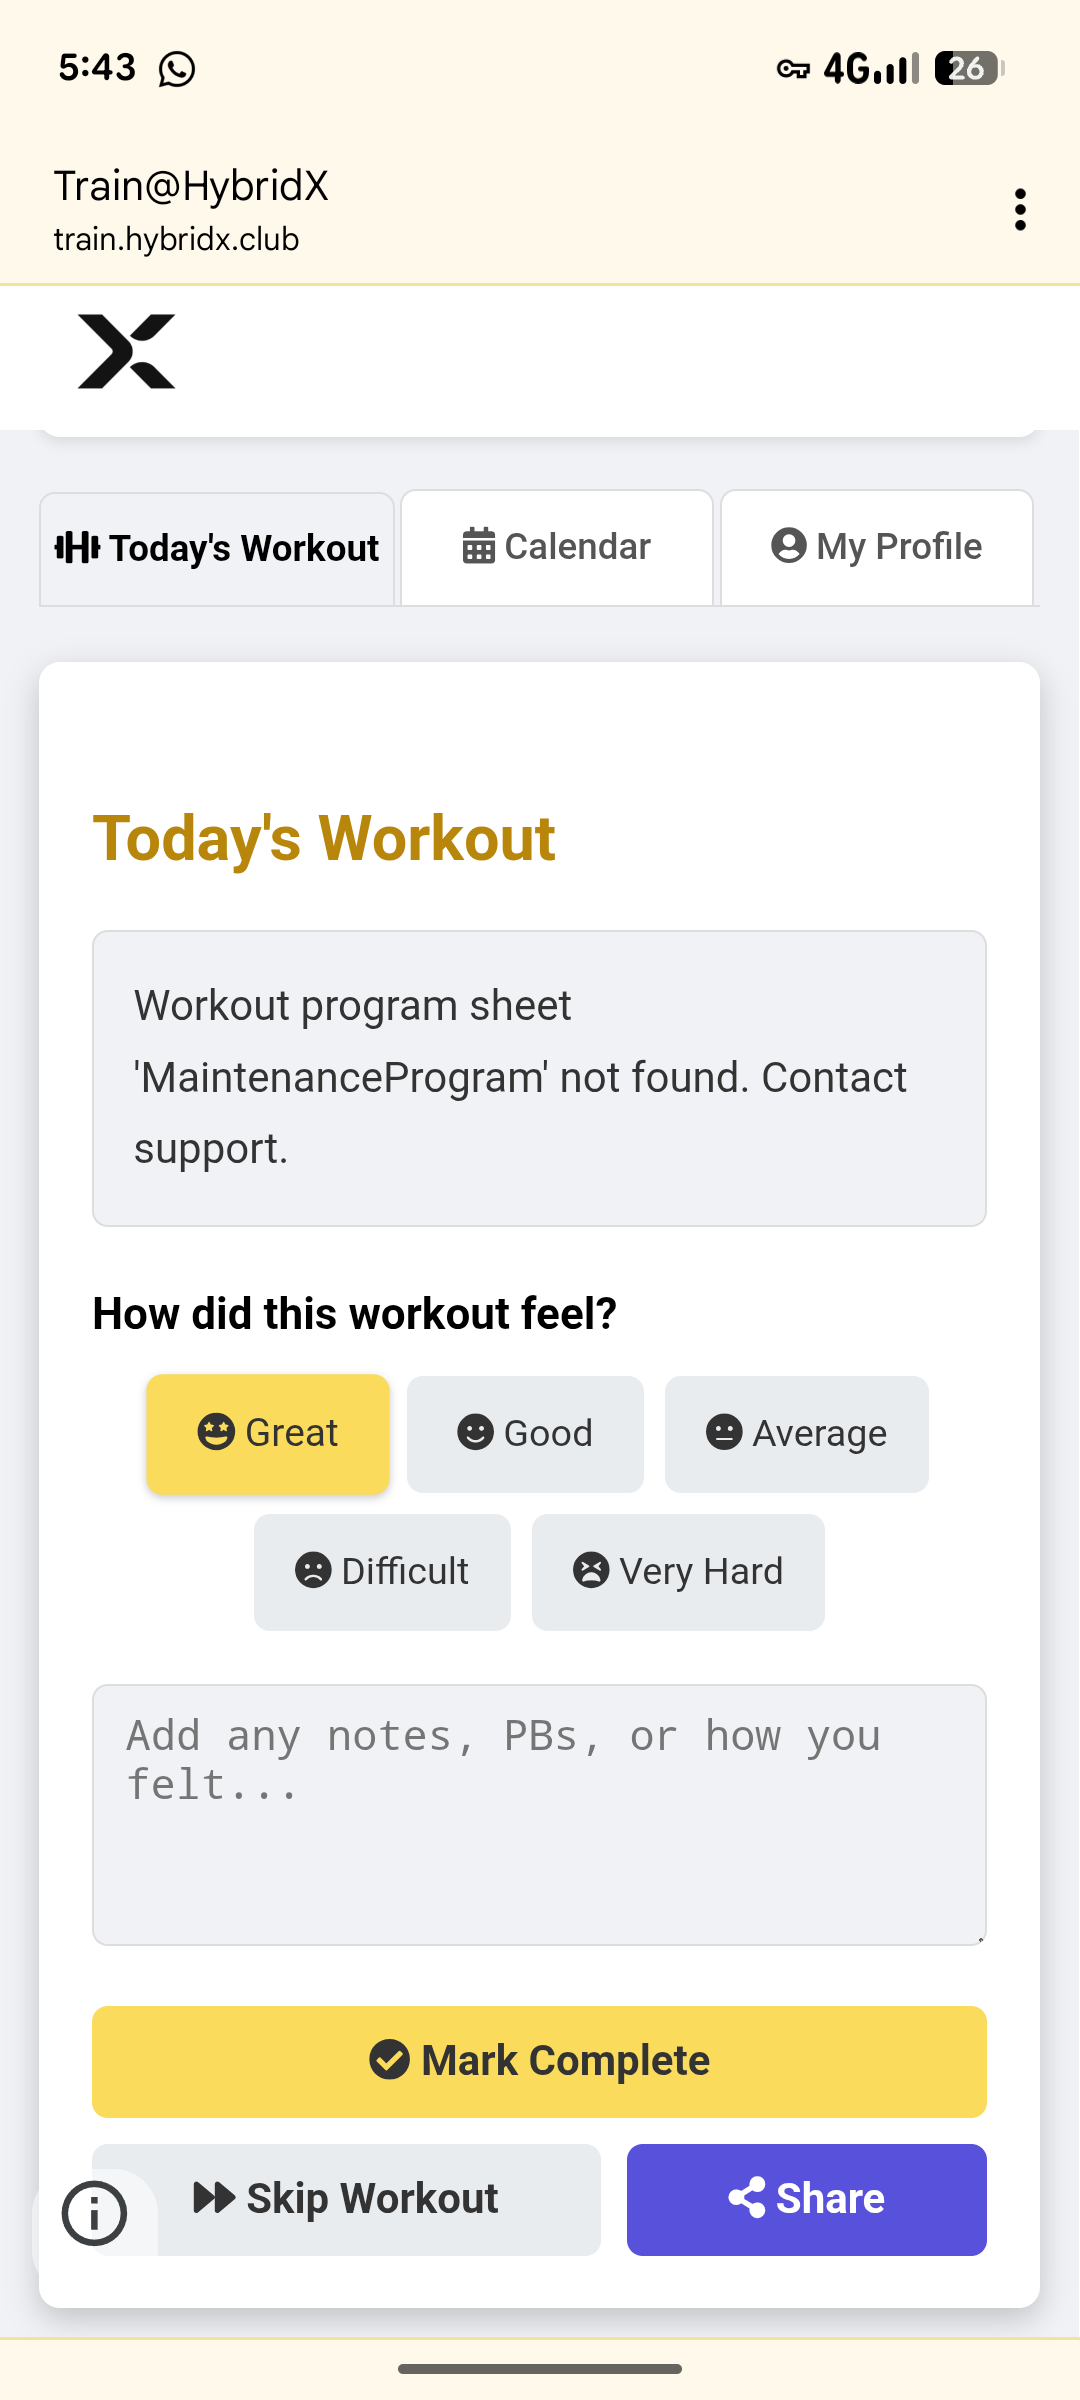 5:43
4G
26
Train@HybridX
train.hybridx.club
Today's Workout
Calendar
My Profile
Today's Workout
Workout program sheet
'MaintenanceProgram' not found. Contact
support.
How did this workout feel?
Great
Good
Average
Difficult
Very Hard
Add any notes, PBs, or how you
felt...
Mark Complete
Skip Workout
Share